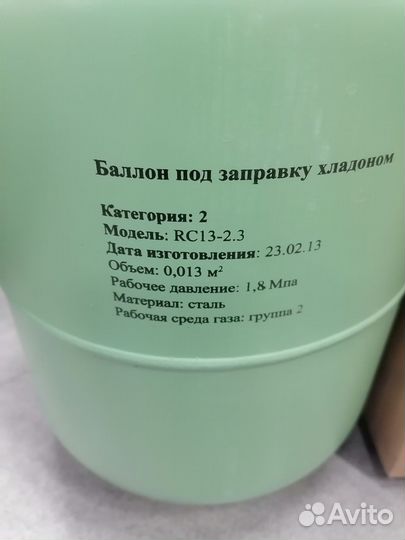 Баллон под заправку хладоном
Категория: 2
Модель: RC13-2.3
Дата изготовления: 23.02.13
Объем: 0,013 м²
Рабочее давление: 1,8 Мпа
Материал: сталь
Рабочая среда газа: группа 2
Avito